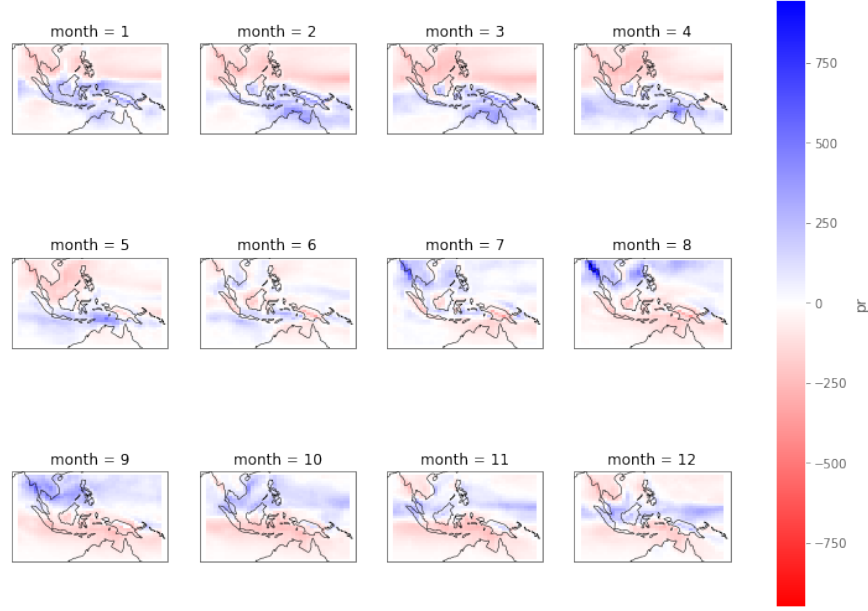 month = 1
month = 2
month = 3
month = 4
month = 5
month = 6
month = 7
month = 8
month = 9
month = 10
month = 11
month = 12
750
500
250
0
−250
−500
−750
pr